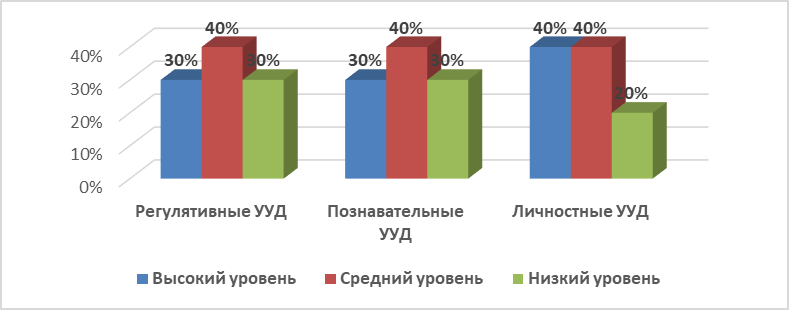 40% 40% 40% 40%
30% 30% 30% 30%
20%
40%
30%
20%
10%
0%
Регулятивные УУД Познавательные УУД Личностные УУД
Высокий уровень Средний уровень Низкий уровень